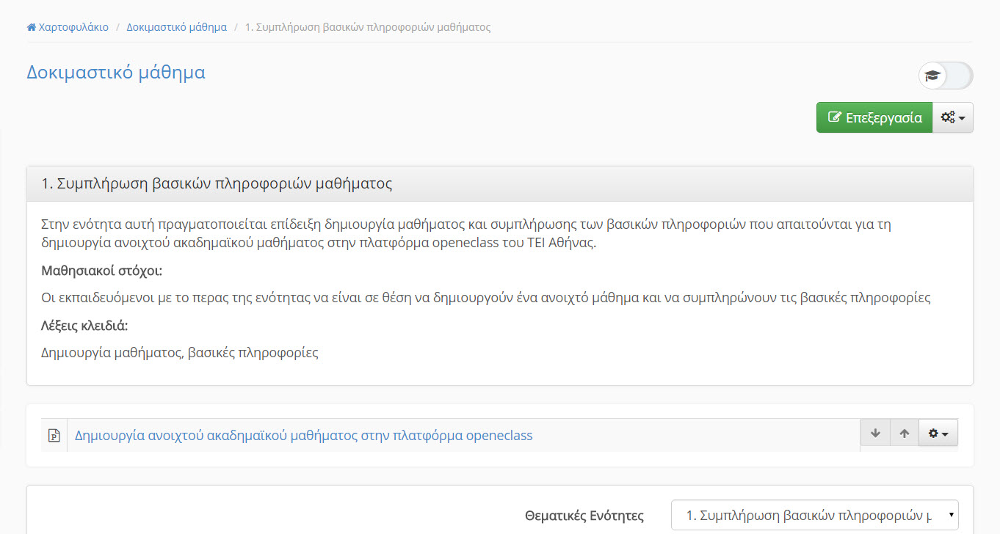 Χαρτοφυλάκιο / Δοκιμαστικό μάθημα / 1. Συμπλήρωση βασικών πληροφοριών μαθήματος
Δοκιμαστικό μάθημα
Επεξεργασία
1. Συμπλήρωση βασικών πληροφοριών μαθήματος
Στην ενότητα αυτή πραγματοποιείται επίδειξη δημιουργία μαθήματος και συμπλήρωσης των βασικών πληροφοριών που απαιτούνται για τη
δημιουργία ανοιχτού ακαδημαϊκού μαθήματος στην πλατφόρμα openeclass του ΤΕΙ Αθήνας.
Μαθησιακοί στόχοι:
Οι εκπαιδευόμενοι με το περας της ενότητας να είναι σε θέση να δημιουργούν ένα ανοιχτό μάθημα και να συμπληρώνουν τις βασικές πληροφορίες
Λέξεις κλειδιά:
Δημιουργία μαθήματος, βασικές πληροφορίες
Δημιουργία ανοιχτού ακαδημαϊκού μαθήματος στην πλατφόρμα openeclass
Θεματικές Ενότητες
1. Συμπλήρωση βασικών πληροφοριών μ